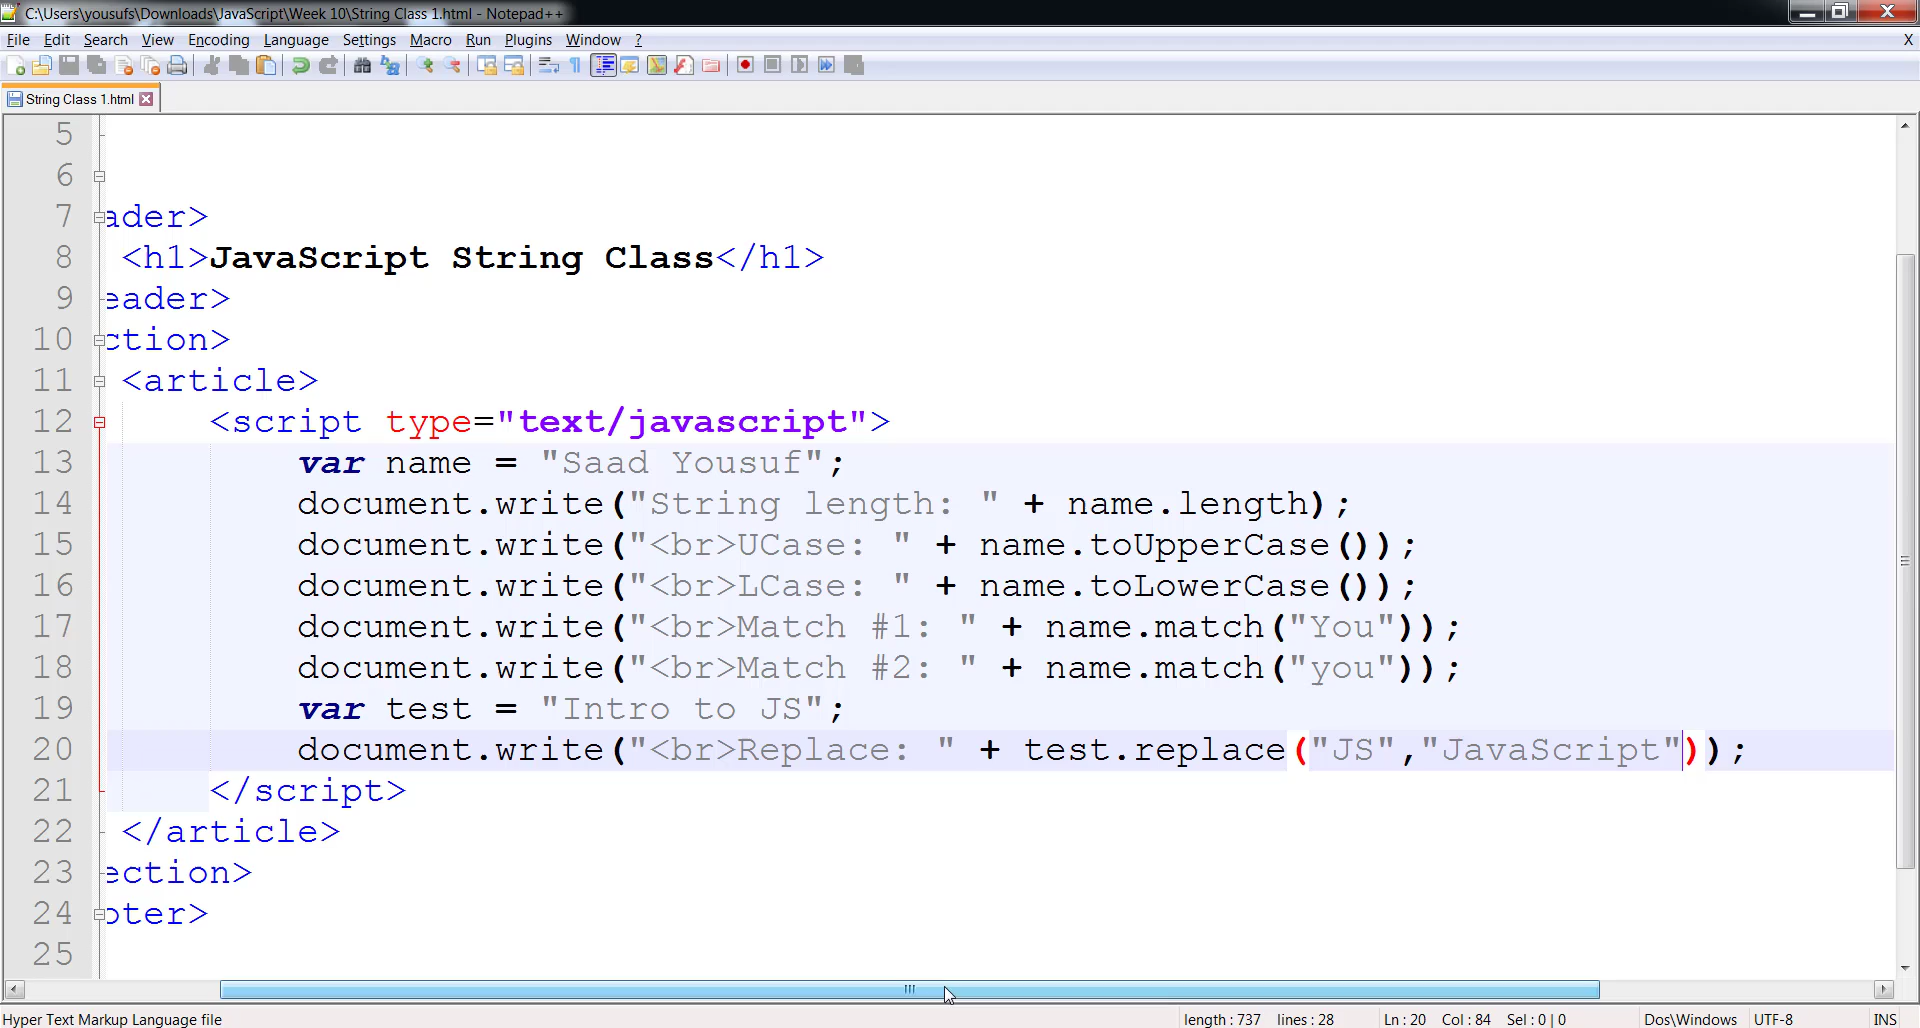 C:\Users\yousufs\Downloads\JavaScript\Week 10\String Class 1.html - Notepad++
File Edit Search View Encoding Language Settings Macro Run Plugins Window ? X
String Class 1.html
5
6
7 ader>
8 <h1>JavaScript String Class</h1>
9 eader>
10 ction>
11 <article>
12 <script type="text/javascript">
13 var name = "Saad Yousuf";
14 document.write("String length: " + name.length);
15 document.write("<br>UCase: " + name.toUpperCase());
16 document.write("<br>LCase: " + name.toLowerCase());
17 document.write("<br>Match #1: " + name.match("You"));
18 document.write("<br>Match #2: " + name.match("you"));
19 var test = "Intro to JS";
20 document.write("<br>Replace: " + test.replace("JS","JavaScript"));
21 </script>
22 </article>
23 ection>
24 oter>
25
Hyper Text Markup Language file length : 737 lines : 28 Ln : 20 Col : 84 Sel : 0 | 0 Dos\Windows UTF-8 INS